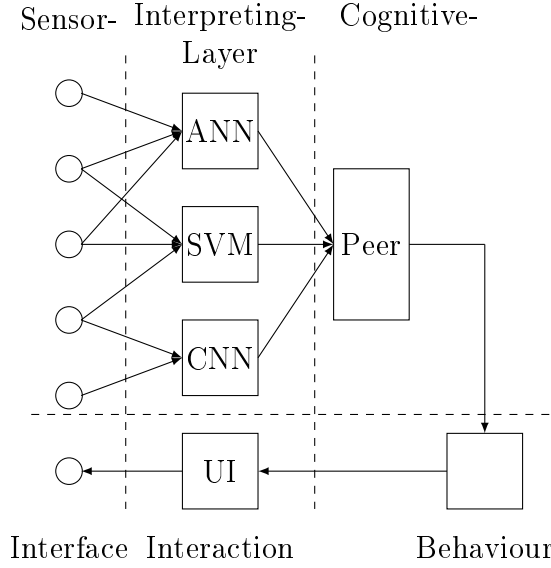 Sensor- Interpreting- Cognitive-
Layer
ANN
SVM Peer
CNN
UI
Interface Interaction Behaviour